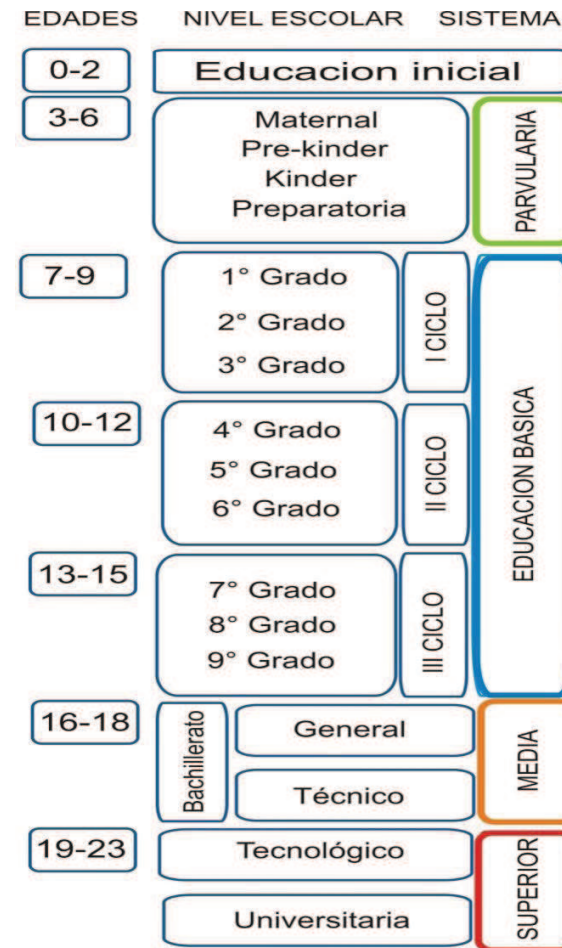 EDADES NIVEL ESCOLAR SISTEMA
0-2 Educacion inicial
3-6
Maternal
Pre-kinder
Kinder
Preparatoria
PARVULARIA
7-9
1° Grado
2° Grado
3° Grado
I CICLO
10-12
4° Grado
5° Grado
6° Grado
II CICLO
EDUCACION BASICA
13-15
7° Grado
8° Grado
9° Grado
III CICLO
16-18
Bachillerato
General
Técnico
MEDIA
19-23
Tecnológico
Universitaria
SUPERIOR